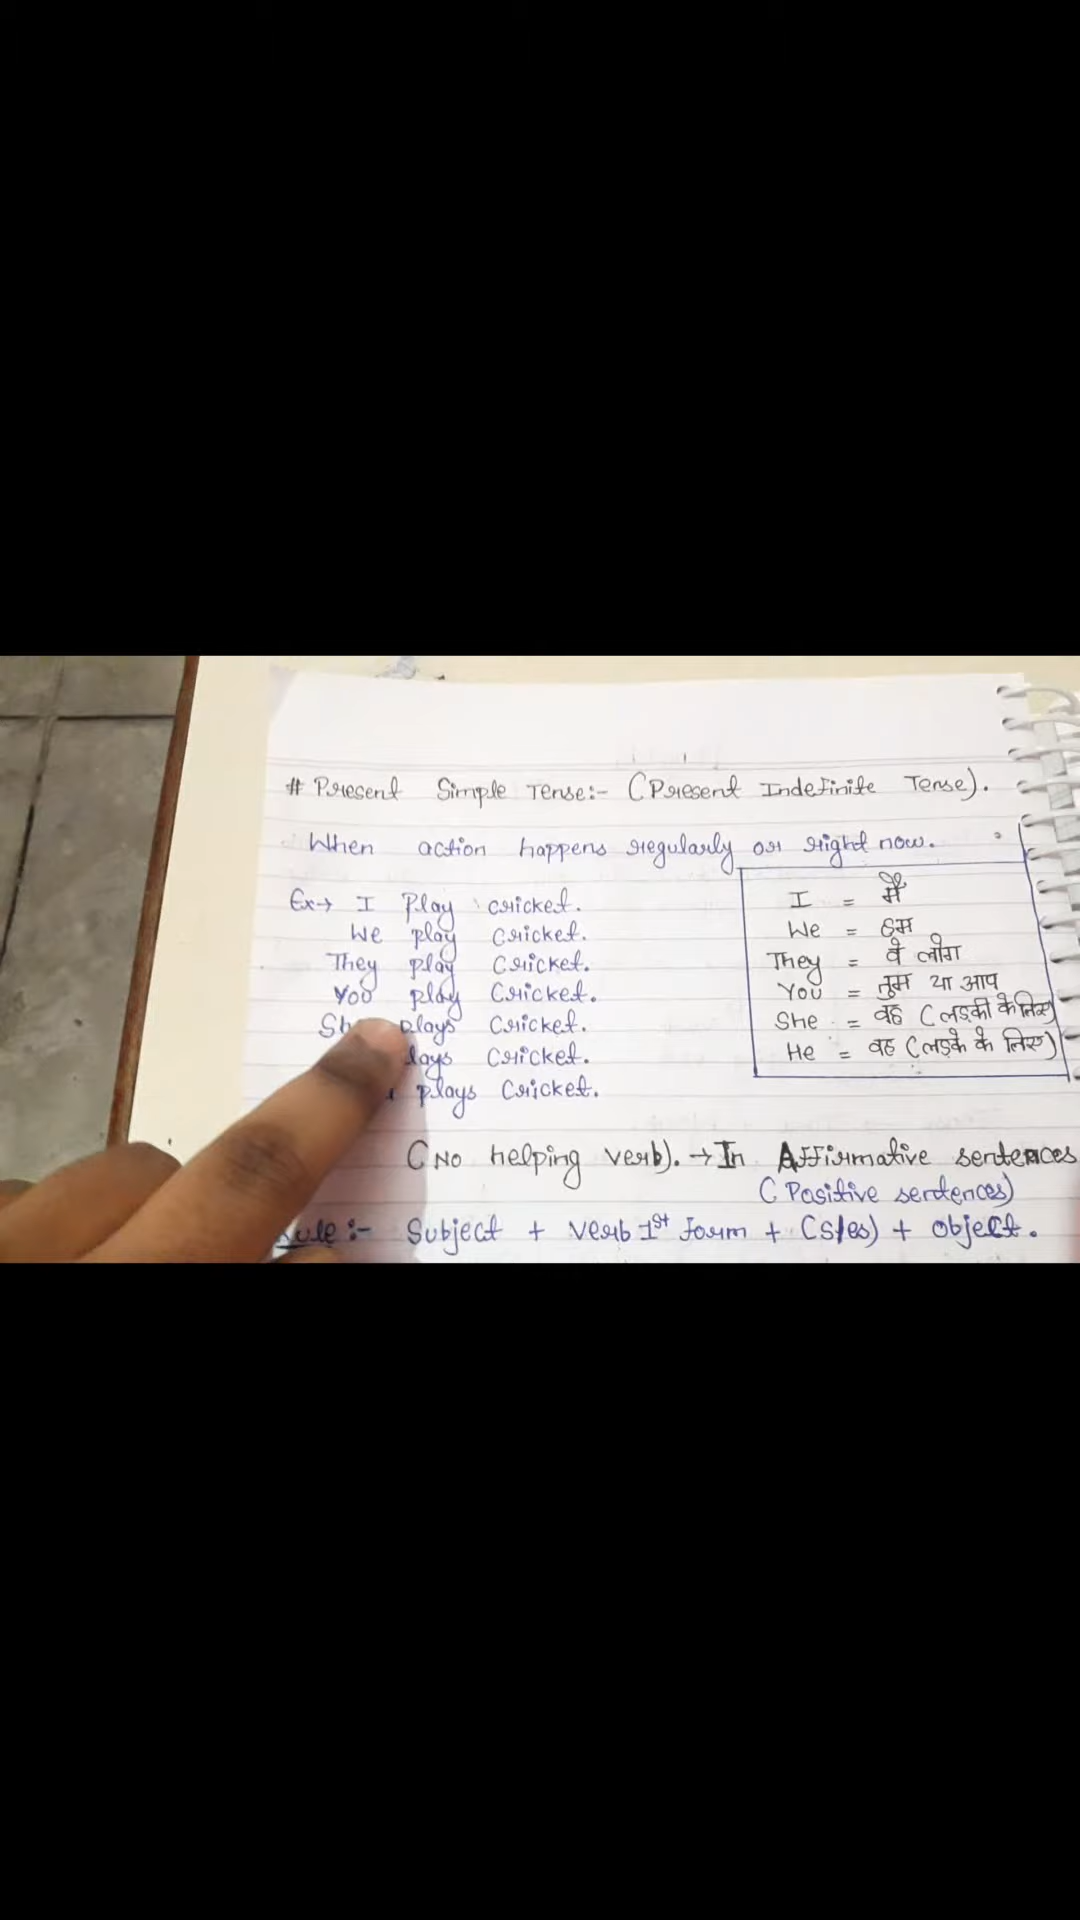 # Present Simple Tense:- (Present Indefinite Tense).
When action happens regularly or right now.
Ex→ I Play cricket.
We play Cricket.
They play Cricket.
You play Cricket.
plays Cricket.
Cricket.
plays Cricket.
I = मैं
We = हम
They = वे लोग
You = तुम या आप
She = वह (लड़की के लिए)
He = वह (लड़के के लिए)
(No helping verb). → In Affirmative sentences
(Positive sentences)
Rule:- Subject + Verb 1st form + (s/es) + object.